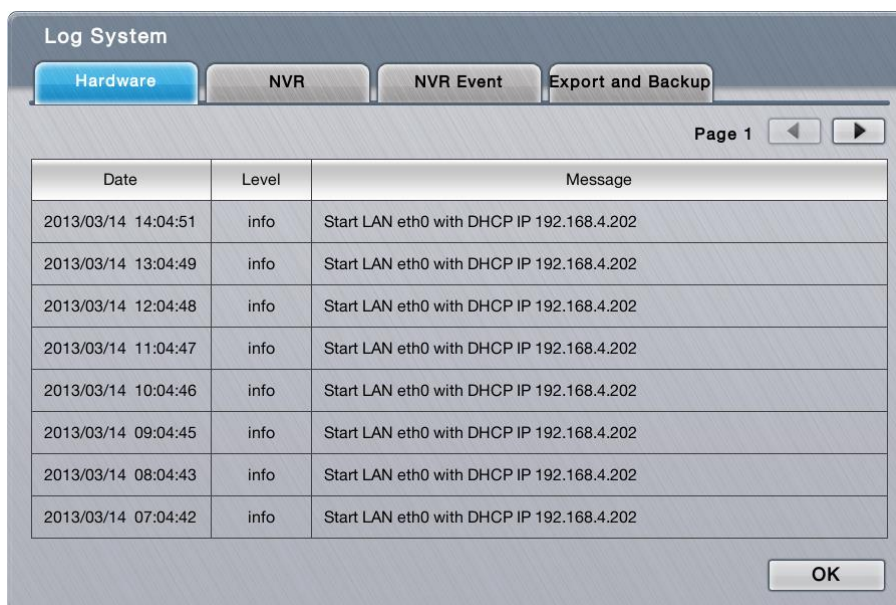 Log System
Hardware NVR NVR Event Export and Backup
Page 1
Date Level Message
2013/03/14 14:04:51 info Start LAN eth0 with DHCP IP 192.168.4.202
2013/03/14 13:04:49 info Start LAN eth0 with DHCP IP 192.168.4.202
2013/03/14 12:04:48 info Start LAN eth0 with DHCP IP 192.168.4.202
2013/03/14 11:04:47 info Start LAN eth0 with DHCP IP 192.168.4.202
2013/03/14 10:04:46 info Start LAN eth0 with DHCP IP 192.168.4.202
2013/03/14 09:04:45 info Start LAN eth0 with DHCP IP 192.168.4.202
2013/03/14 08:04:43 info Start LAN eth0 with DHCP IP 192.168.4.202
2013/03/14 07:04:42 info Start LAN eth0 with DHCP IP 192.168.4.202
OK